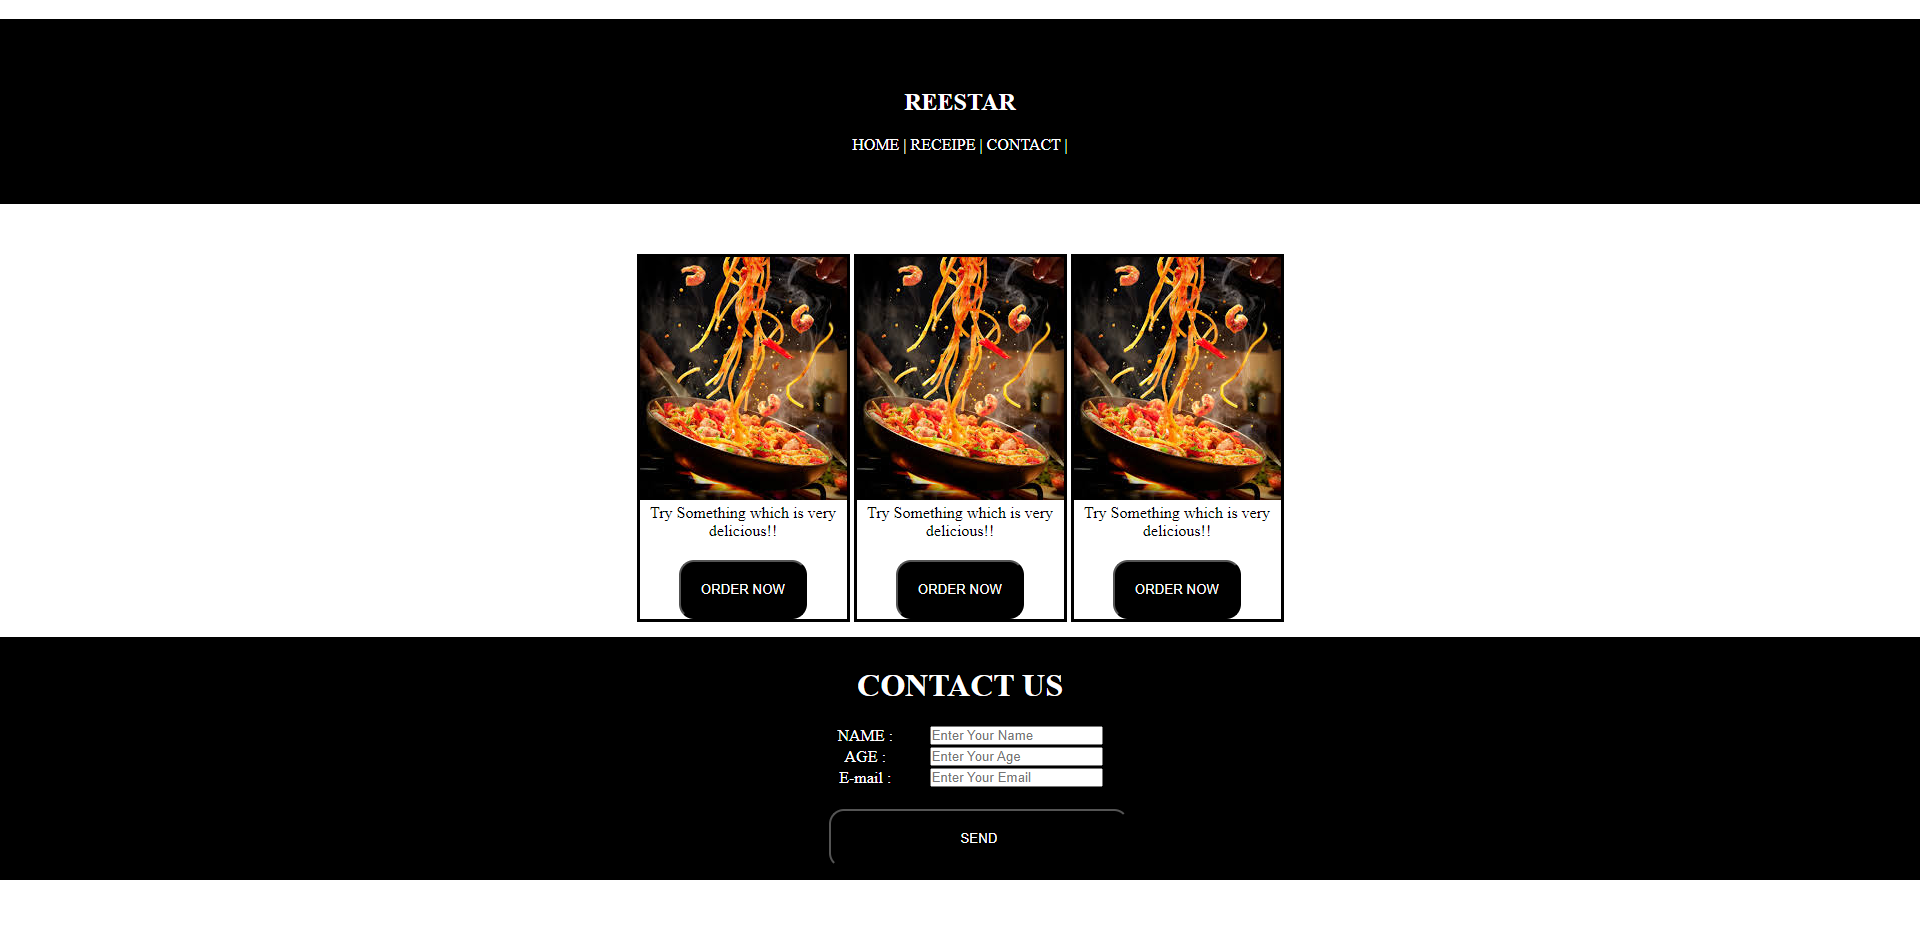 REESTAR
HOME | RECEIPE | CONTACT |
Try Something which is very
delicious!!
ORDER NOW
Try Something which is very
delicious!!
ORDER NOW
Try Something which is very
delicious!!
ORDER NOW
CONTACT US
NAME : Enter Your Name
AGE : Enter Your Age
E-mail : Enter Your Email
SEND